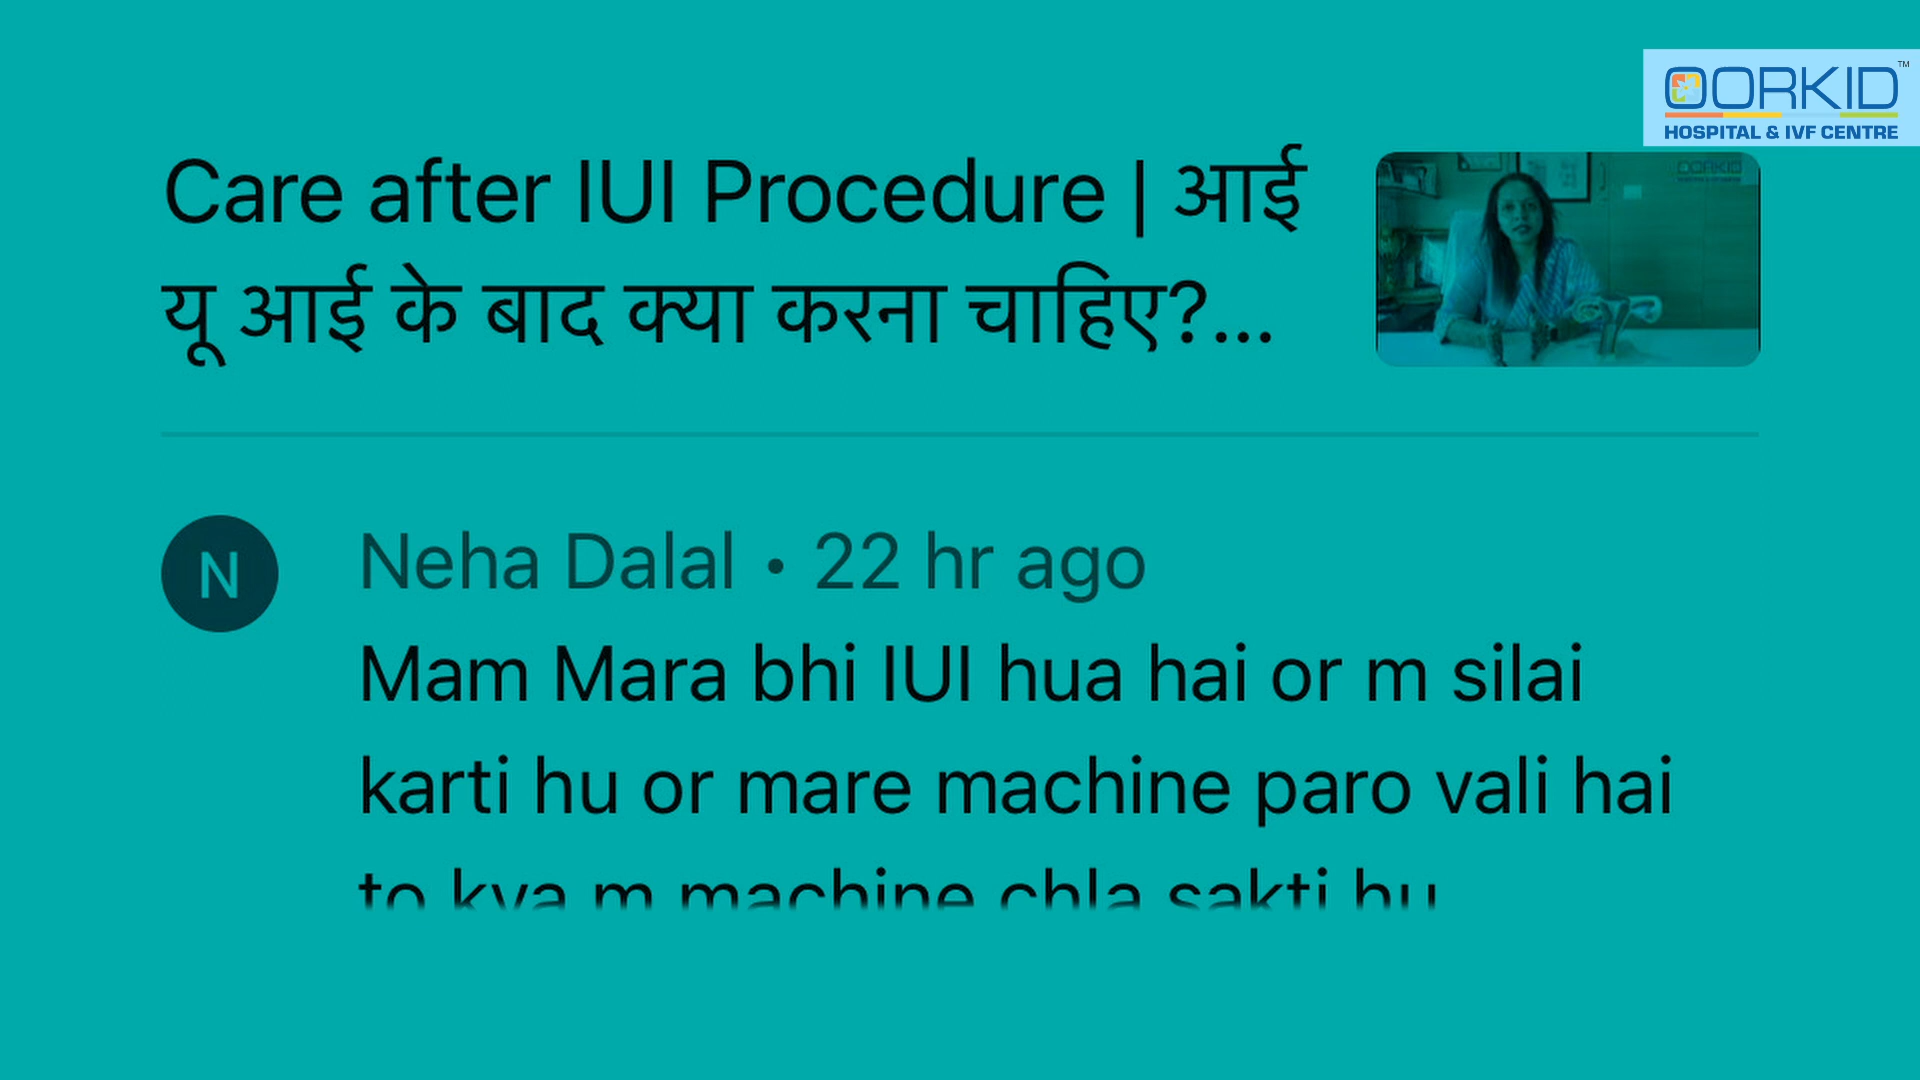 OORKID
TM
HOSPITAL & IVF CENTRE
Care after IUI Procedure | आई
यू आई के बाद क्या करना चाहिए?...
Neha Dalal • 22 hr ago
N
Mam Mara bhi IUI hua hai or m silai
karti hu or mare machine paro vali hai
to kya m machine chla sakti hu